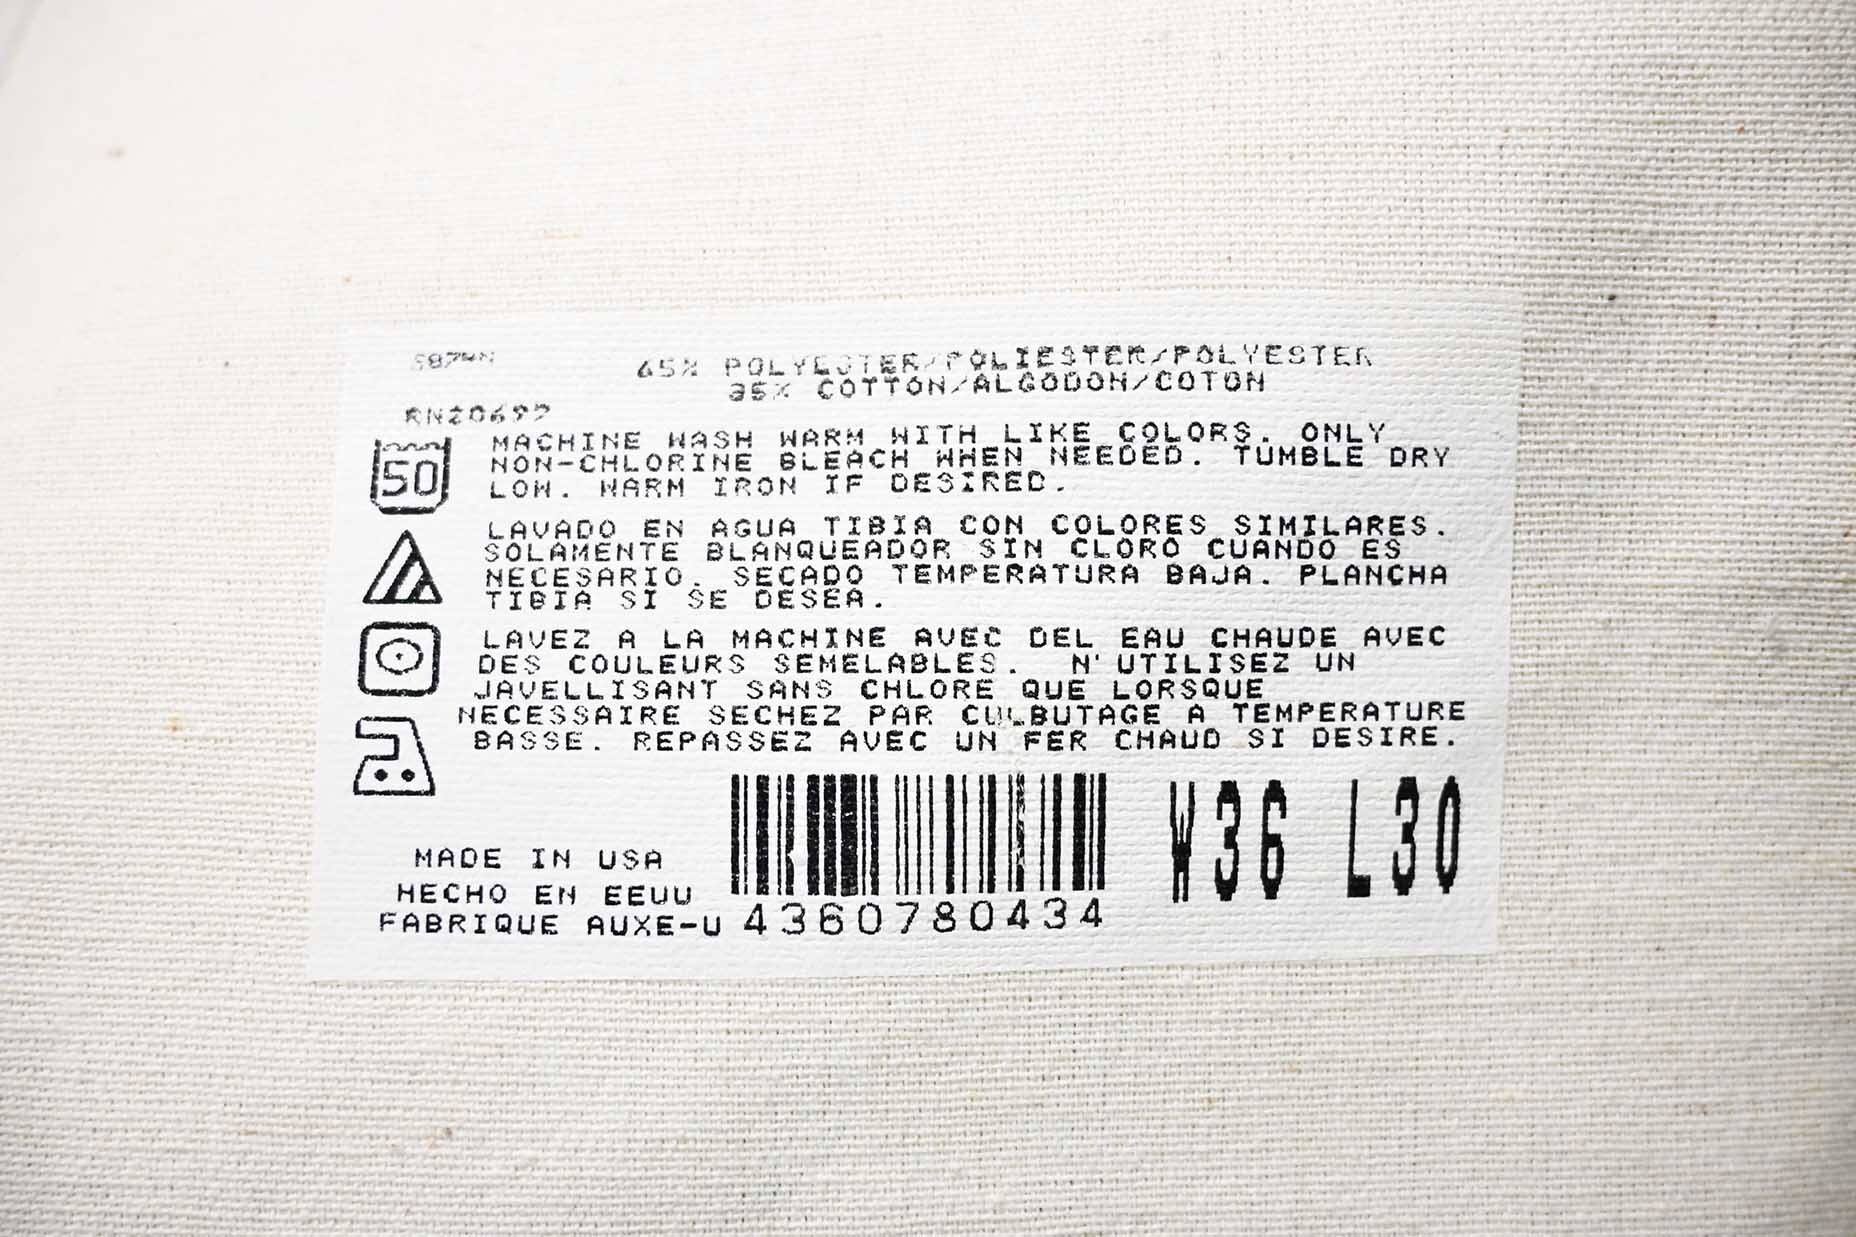 65% POLYESTER/POLIESTER/POLYESTER
35% COTTON/ALGODON/COTON
RN20697
MACHINE WASH WARM WITH LIKE COLORS. ONLY
NON-CHLORINE BLEACH WHEN NEEDED. TUMBLE DRY
LOW. WARM IRON IF DESIRED.
50
LAVADO EN AGUA TIBIA CON COLORES SIMILARES.
SOLAMENTE BLANQUEADOR SIN CLORO CUANDO ES
NECESARIO. SECADO TEMPERATURA BAJA. PLANCHA
TIBIA SI SE DESEA.
LAVEZ A LA MACHINE AVEC DEL EAU CHAUDE AVEC
DES COULEURS SEMELABLES. N'UTILISEZ UN
JAVELLISANT SANS CHLORE QUE LORSQUE
NECESSAIRE SECHEZ PAR CULBUTAGE A TEMPERATURE
BASSE. REPASSEZ AVEC UN FER CHAUD SI DESIRE.
W36 L30
MADE IN USA
HECHO EN EEUU
FABRIQUE AUXE-U 4360780434